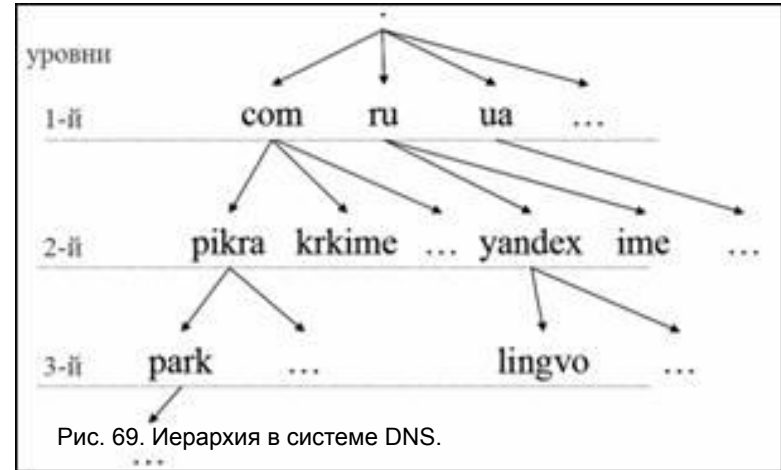 .
уровни
1-й com ru ua ...
2-й pikra krkime ... yandex ime ...
3-й park ... lingvo ...
Рис. 69. Иерархия в системе DNS.
...